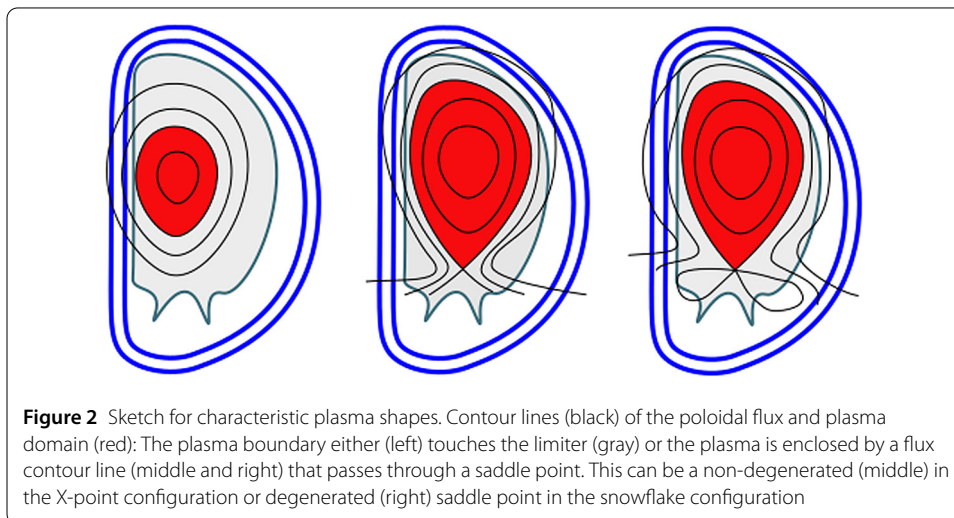 Figure 2 Sketch for characteristic plasma shapes. Contour lines (black) of the poloidal flux and plasma
domain (red): The plasma boundary either (left) touches the limiter (gray) or the plasma is enclosed by a flux
contour line (middle and right) that passes through a saddle point. This can be a non-degenerated (middle) in
the X-point configuration or degenerated (right) saddle point in the snowflake configuration